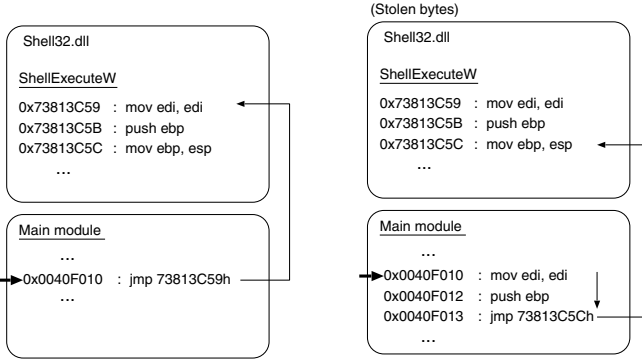 Shell32.dll
ShellExecuteW
0x73813C59 : mov edi, edi
0x73813C5B : push ebp
0x73813C5C : mov ebp, esp
...
Main module
...
0x0040F010 : jmp 73813C59h
...
(Stolen bytes)
Shell32.dll
ShellExecuteW
0x73813C59 : mov edi, edi
0x73813C5B : push ebp
0x73813C5C : mov ebp, esp
...
Main module
...
0x0040F010 : mov edi, edi
0x0040F012 : push ebp
0x0040F013 : jmp 73813C5Ch
...